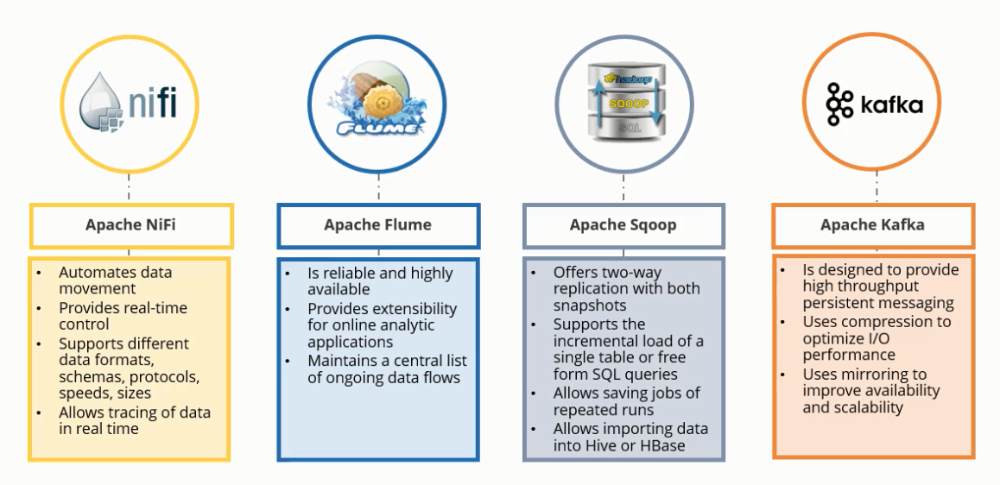 nifi
FLUME
hadoop
SQOOP
SQL
kafka
Apache NiFi
Apache Flume
Apache Sqoop
Apache Kafka
• Automates data
movement
• Provides real-time
control
• Supports different
data formats,
schemas, protocols,
speeds, sizes
• Allows tracing of data
in real time
• Is reliable and highly
available
• Provides extensibility
for online analytic
applications
• Maintains a central list
of ongoing data flows
• Offers two-way
replication with both
snapshots
• Supports the
incremental load of a
single table or free
form SQL queries
• Allows saving jobs of
repeated runs
• Allows importing data
into Hive or HBase
• Is designed to provide
high throughput
persistent messaging
• Uses compression to
optimize I/O
performance
• Uses mirroring to
improve availability
and scalability